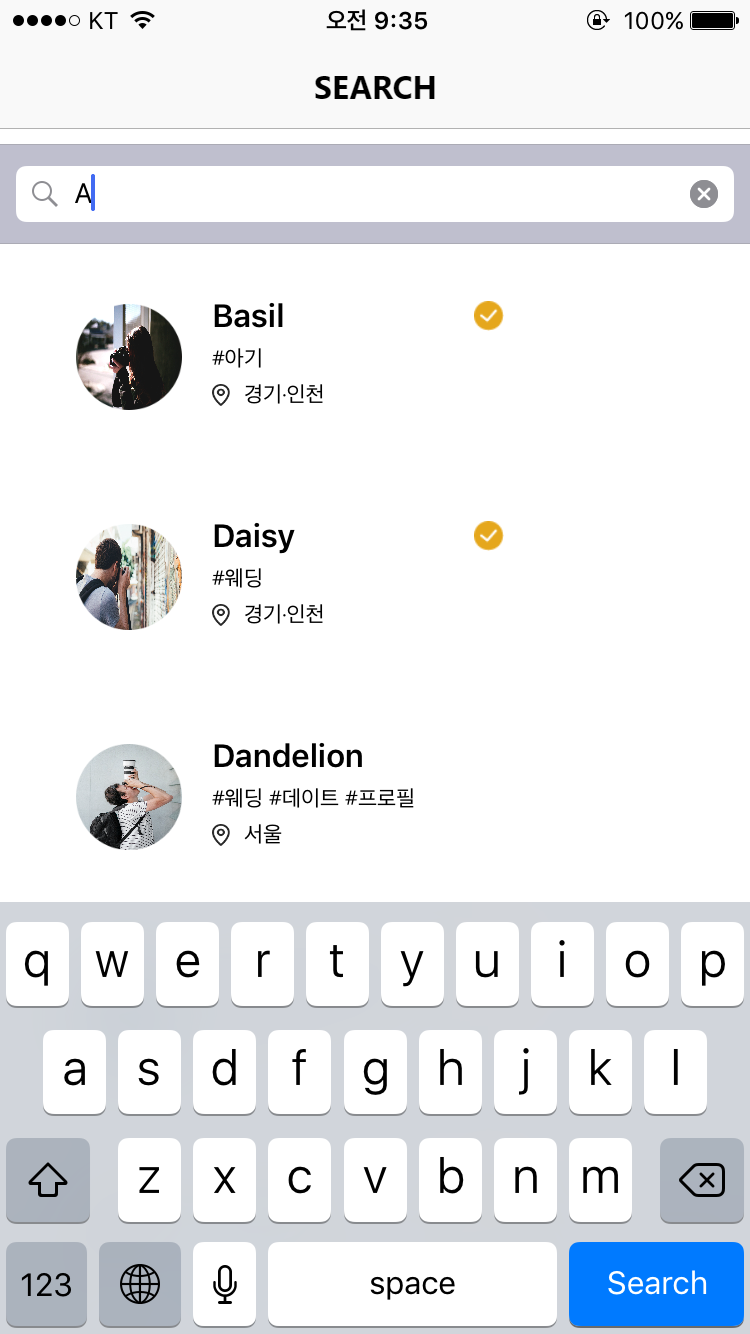 KT 오전 9:35 100%
SEARCH
A
Basil
#아기
경기·인천
Daisy
#웨딩
경기·인천
Dandelion
#웨딩 #데이트 #프로필
서울
q w e r t y u i o p
a s d f g h j k l
z x c v b n m
123 space Search